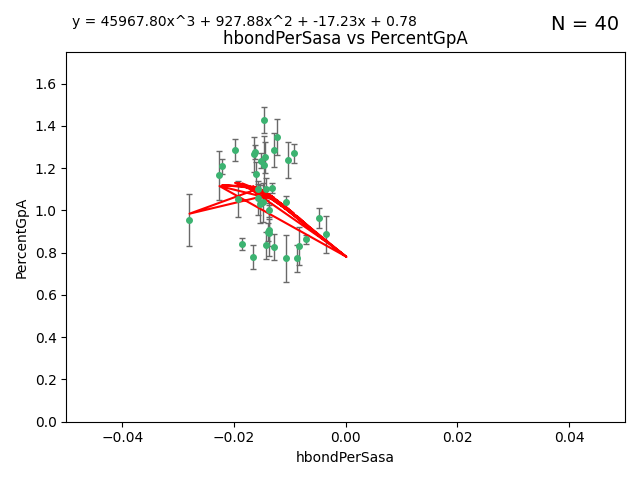 y = 45967.80x^3 + 927.88x^2 + -17.23x + 0.78
N = 40
hbondPerSasa vs PercentGpA
1.6
1.4
1.2
1.0
0.8
0.6
0.4
0.2
0.0
PercentGpA
−0.04 −0.02 0.00 0.02 0.04
hbondPerSasa